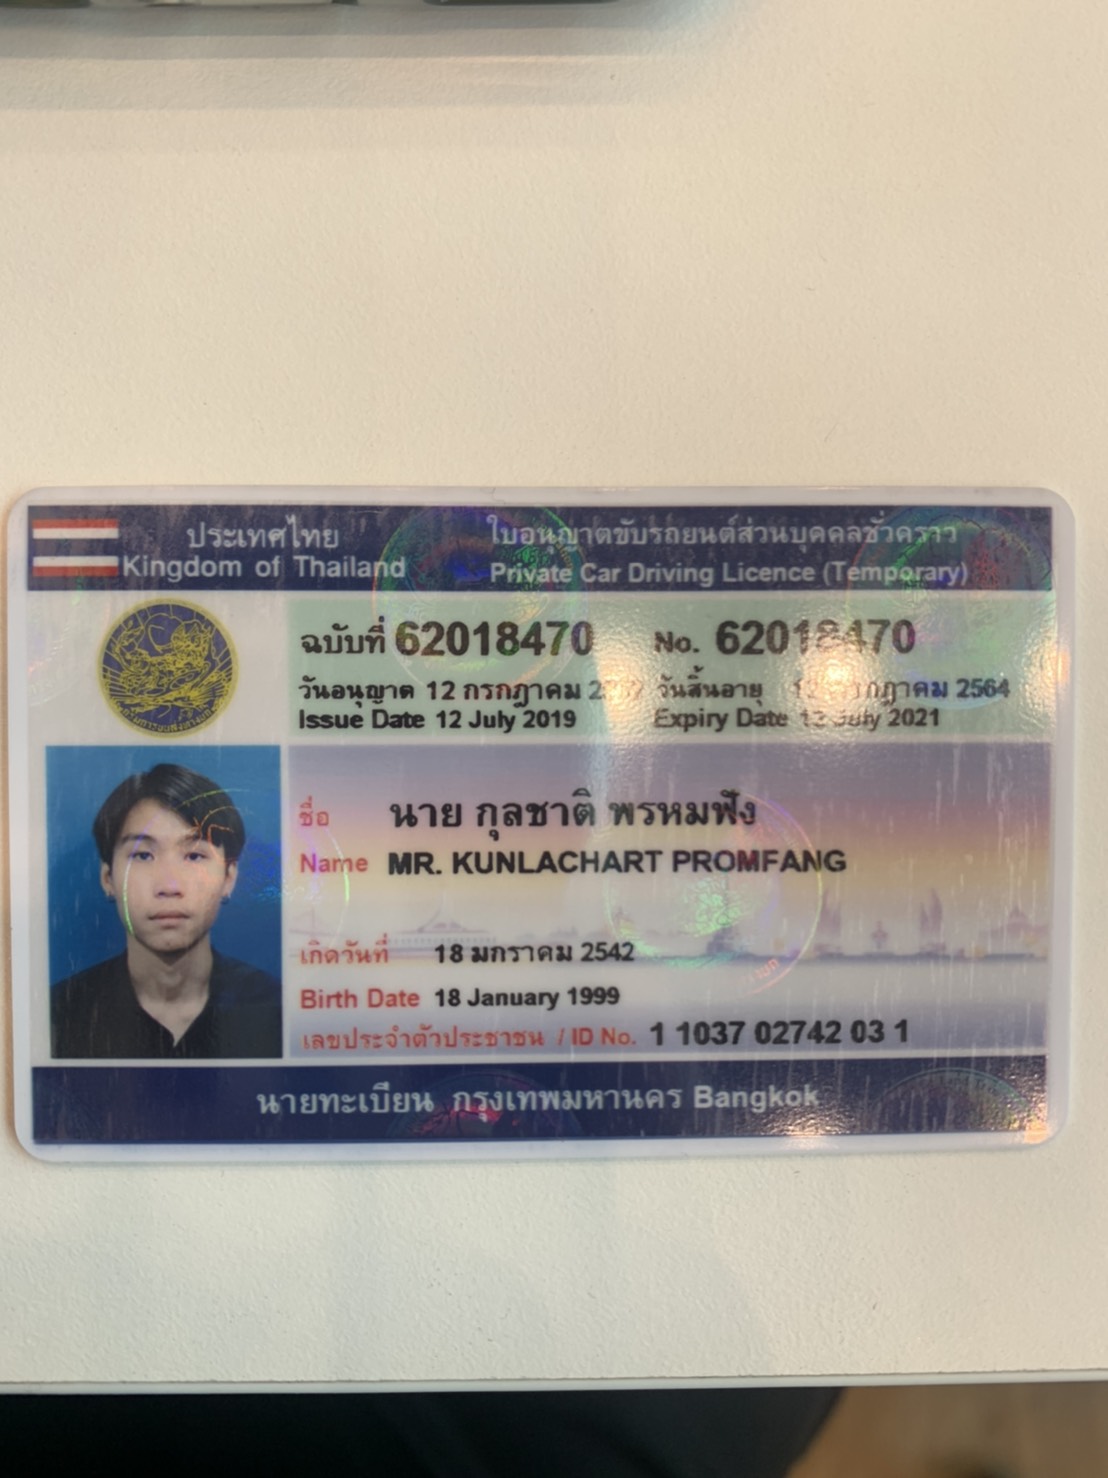 ประเทศไทย
Kingdom of Thailand
ใบอนุญาตขับรถยนต์ส่วนบุคคลชั่วคราว
Private Car Driving Licence (Temporary)
ฉบับที่ 62018470 No. 62018470
วันอนุญาต 12 กรกฎาคม วันสิ้นอายุ 12 กรกฎาคม 2564
Issue Date 12 July 2019 Expiry Date 12 July 2021
ชื่อ นาย กุลชาติ พรหมฟัง
Name MR. KUNLACHART PROMFANG
เกิดวันที่ 18 มกราคม 2542
Birth Date 18 January 1999
เลขประจำตัวประชาชน / ID No. 1 1037 02742 03 1
นายทะเบียน กรุงเทพมหานคร Bangkok